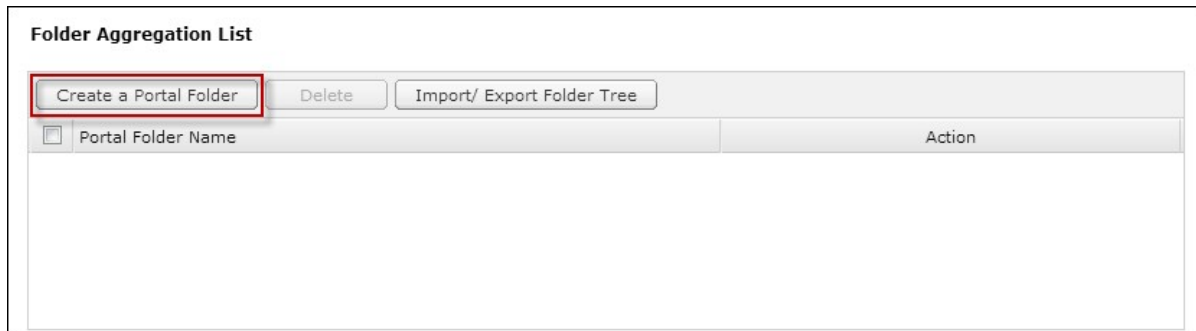 Folder Aggregation List
Create a Portal Folder Delete Import/ Export Folder Tree
Portal Folder Name Action